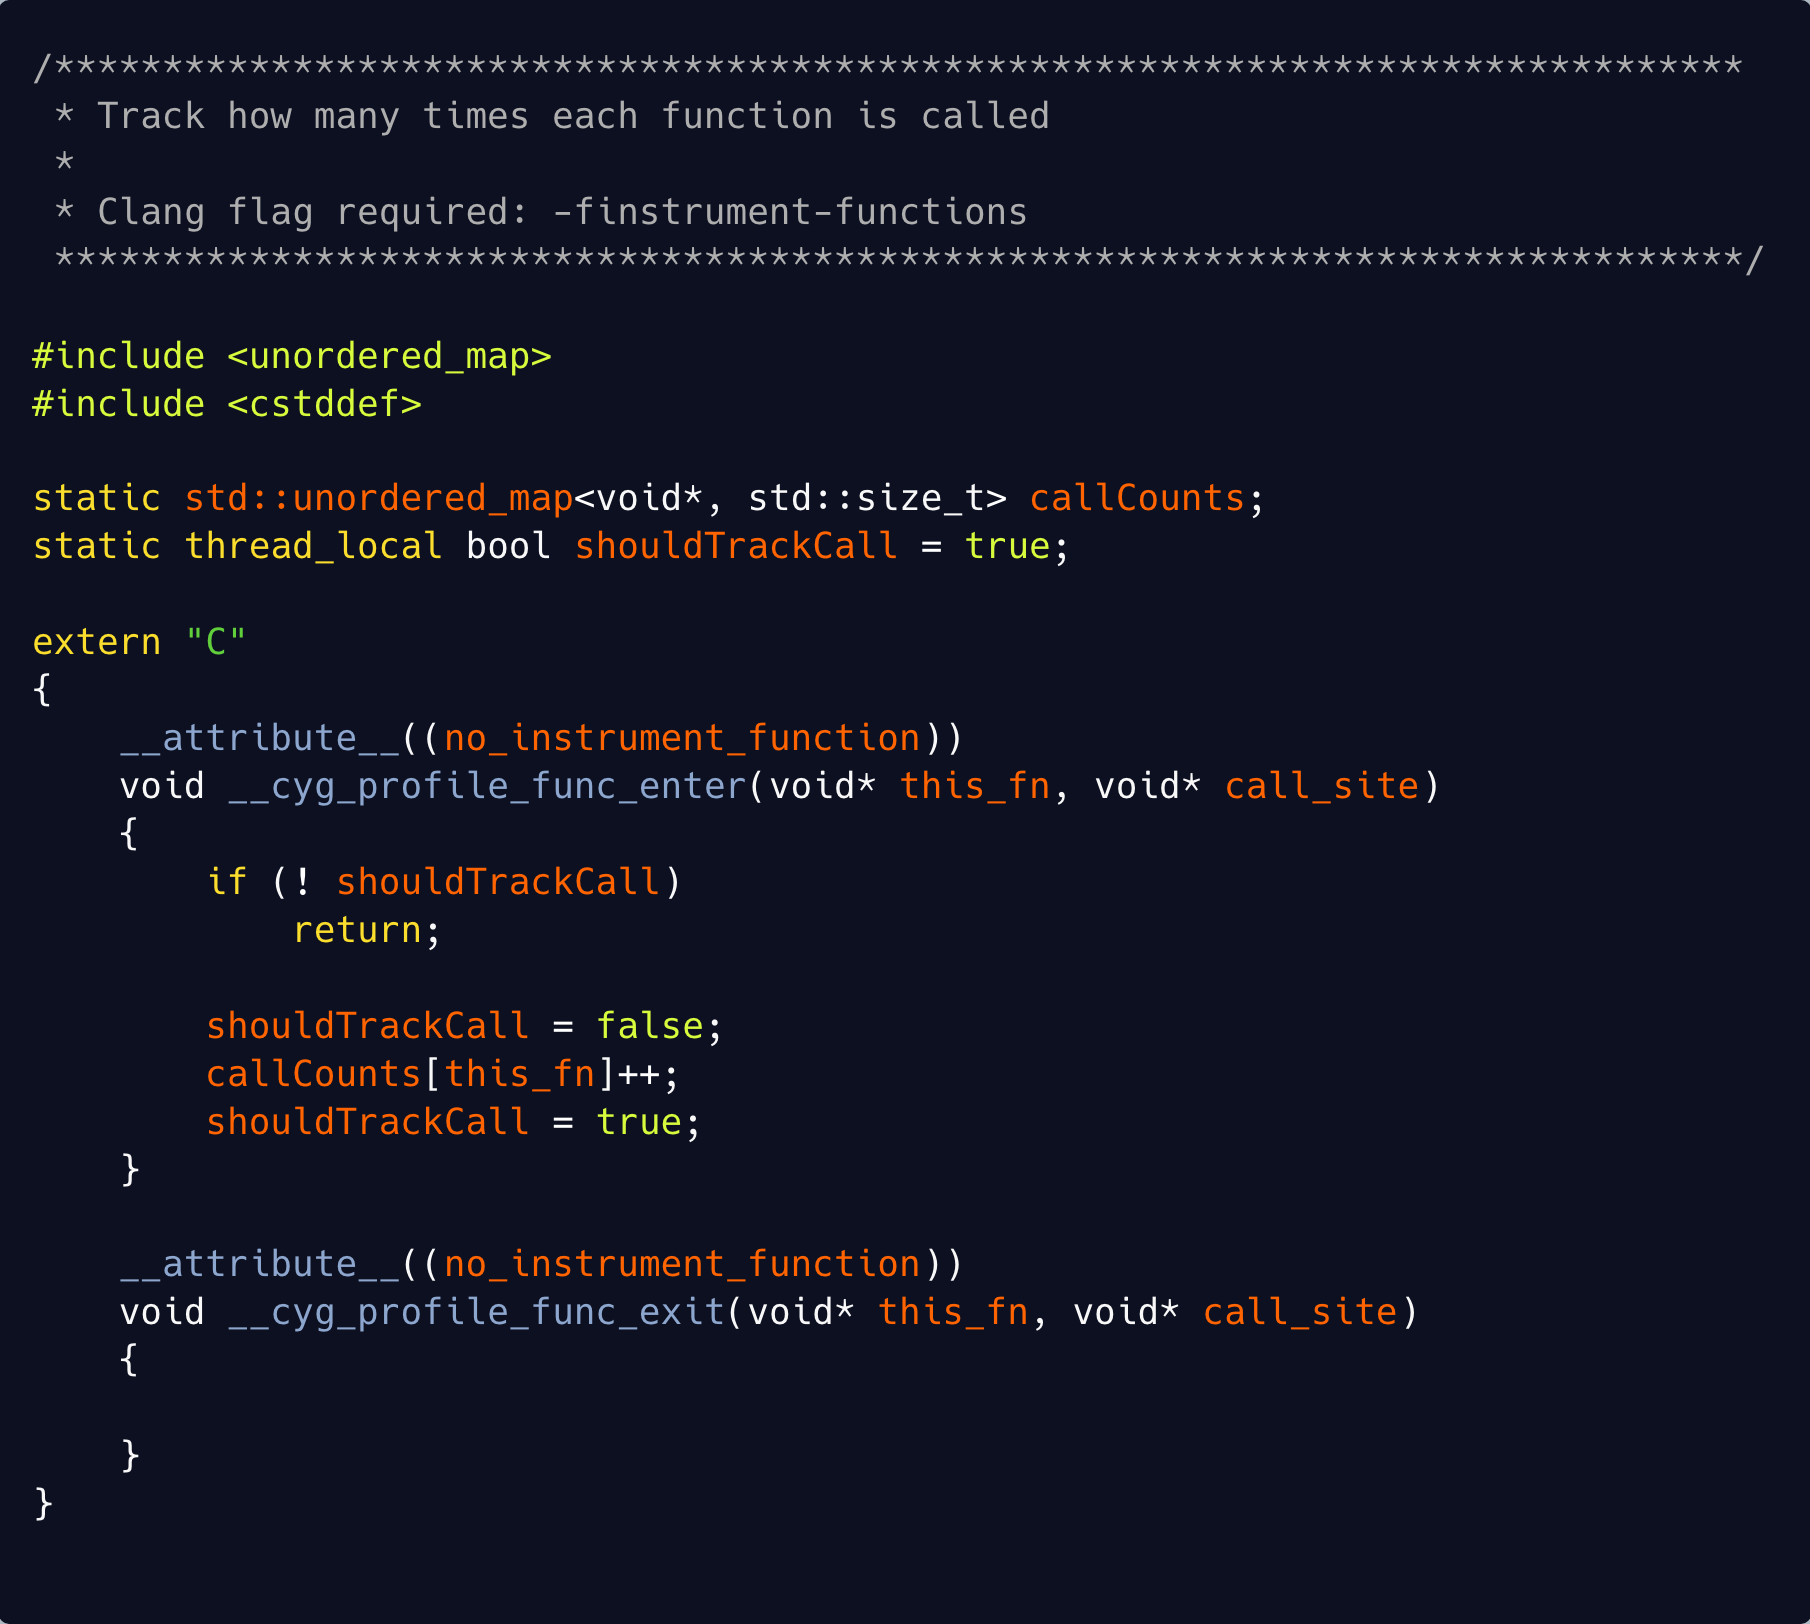 /******************************************************************************
 * Track how many times each function is called
 *
 * Clang flag required: -finstrument-functions
 ******************************************************************************/
#include <unordered_map>
#include <cstddef>
static std::unordered_map<void*, std::size_t> callCounts;
static thread_local bool shouldTrackCall = true;
extern "C"
{
    __attribute__((no_instrument_function))
    void __cyg_profile_func_enter(void* this_fn, void* call_site)
    {
        if (! shouldTrackCall)
            return;
        shouldTrackCall = false;
        callCounts[this_fn]++;
        shouldTrackCall = true;
    }
    __attribute__((no_instrument_function))
    void __cyg_profile_func_exit(void* this_fn, void* call_site)
    {
    }
}